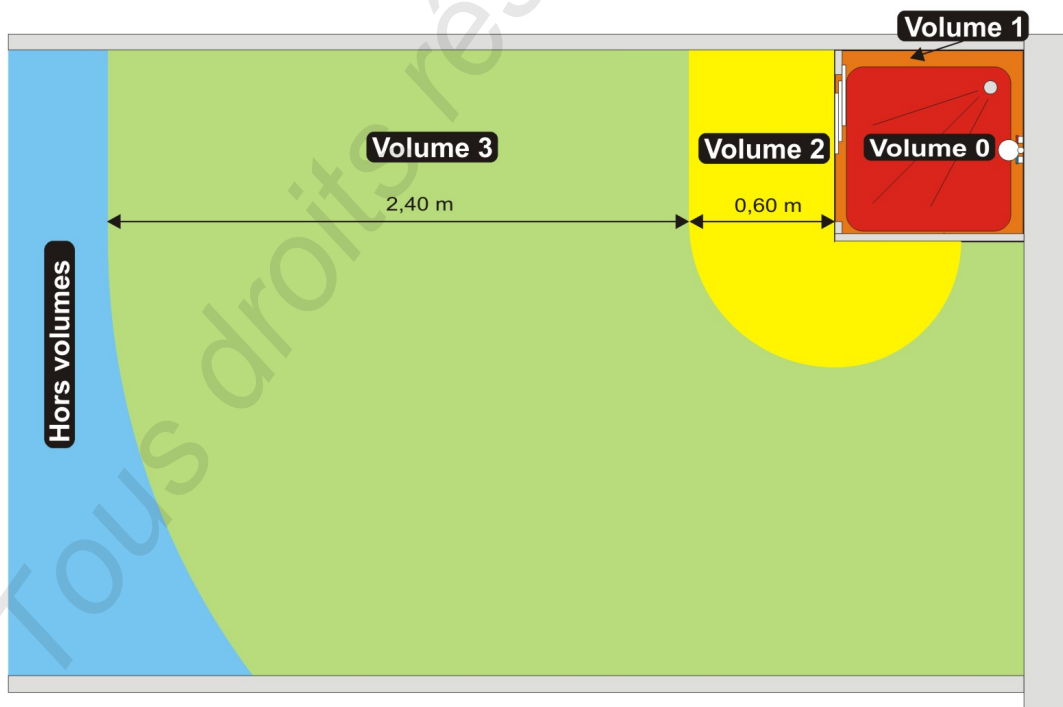 Volume 1
Volume 3
Volume 2
Volume 0
2,40 m
0,60 m
Hors volumes
Tous droits rés